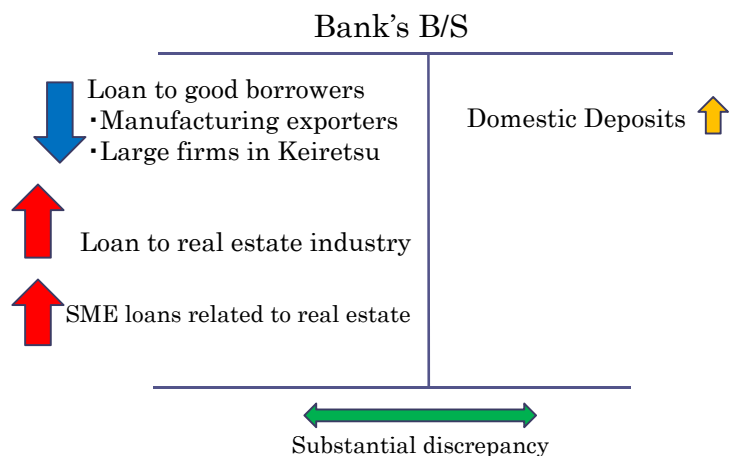 Bank's B/S
Loan to good borrowers
・Manufacturing exporters
・Large firms in Keiretsu
Loan to real estate industry
SME loans related to real estate
Domestic Deposits
Substantial discrepancy